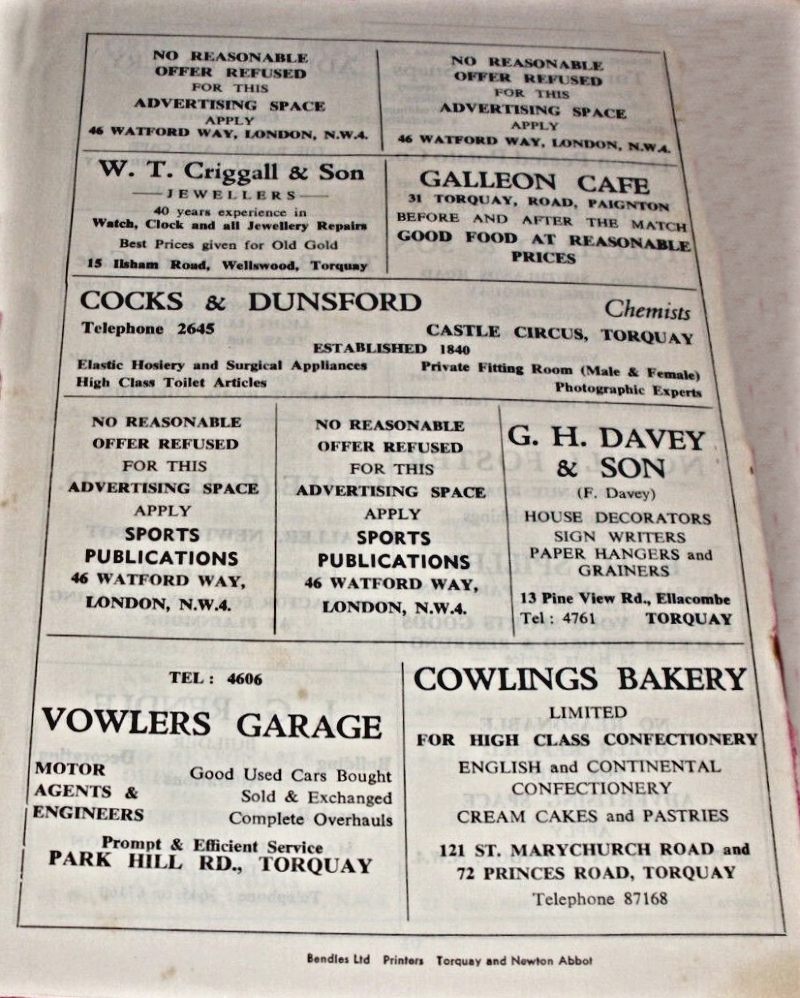 NO REASONABLE
OFFER REFUSED
FOR THIS
ADVERTISING SPACE
APPLY
46 WATFORD WAY, LONDON, N.W.4.
NO REASONABLE
OFFER REFUSED
FOR THIS
ADVERTISING SPACE
APPLY
46 WATFORD WAY, LONDON, N.W.4.
W. T. Criggall & Son
JEWELLERS
40 years experience in
Watch, Clock and all Jewellery Repairs
Best Prices given for Old Gold
15 Ilsham Road, Wellswood, Torquay
GALLEON CAFE
31 TORQUAY, ROAD, PAIGNTON
BEFORE AND AFTER THE MATCH
GOOD FOOD AT REASONABLE
PRICES
COCKS & DUNSFORD Chemists
Telephone 2645 CASTLE CIRCUS, TORQUAY
ESTABLISHED 1840
Elastic Hosiery and Surgical Appliances Private Fitting Room (Male & Female)
High Class Toilet Articles Photographic Experts
NO REASONABLE
OFFER REFUSED
FOR THIS
ADVERTISING SPACE
APPLY
SPORTS
PUBLICATIONS
46 WATFORD WAY,
LONDON, N.W.4.
NO REASONABLE
OFFER REFUSED
FOR THIS
ADVERTISING SPACE
APPLY
SPORTS
PUBLICATIONS
46 WATFORD WAY,
LONDON, N.W.4.
G. H. DAVEY
& SON
(F. Davey)
HOUSE DECORATORS
SIGN WRITERS
PAPER HANGERS and
GRAINERS
13 Pine View Rd., Ellacombe
Tel: 4761 TORQUAY
TEL: 4606
VOWLERS GARAGE
MOTOR
AGENTS &
ENGINEERS
Good Used Cars Bought
Sold & Exchanged
Complete Overhauls
Prompt & Efficient Service
PARK HILL RD., TORQUAY
COWLINGS BAKERY
LIMITED
FOR HIGH CLASS CONFECTIONERY
ENGLISH and CONTINENTAL
CONFECTIONERY
CREAM CAKES and PASTRIES
121 ST. MARYCHURCH ROAD and
72 PRINCES ROAD, TORQUAY
Telephone 87168
Bendles Ltd Printers Torquay and Newton Abbot